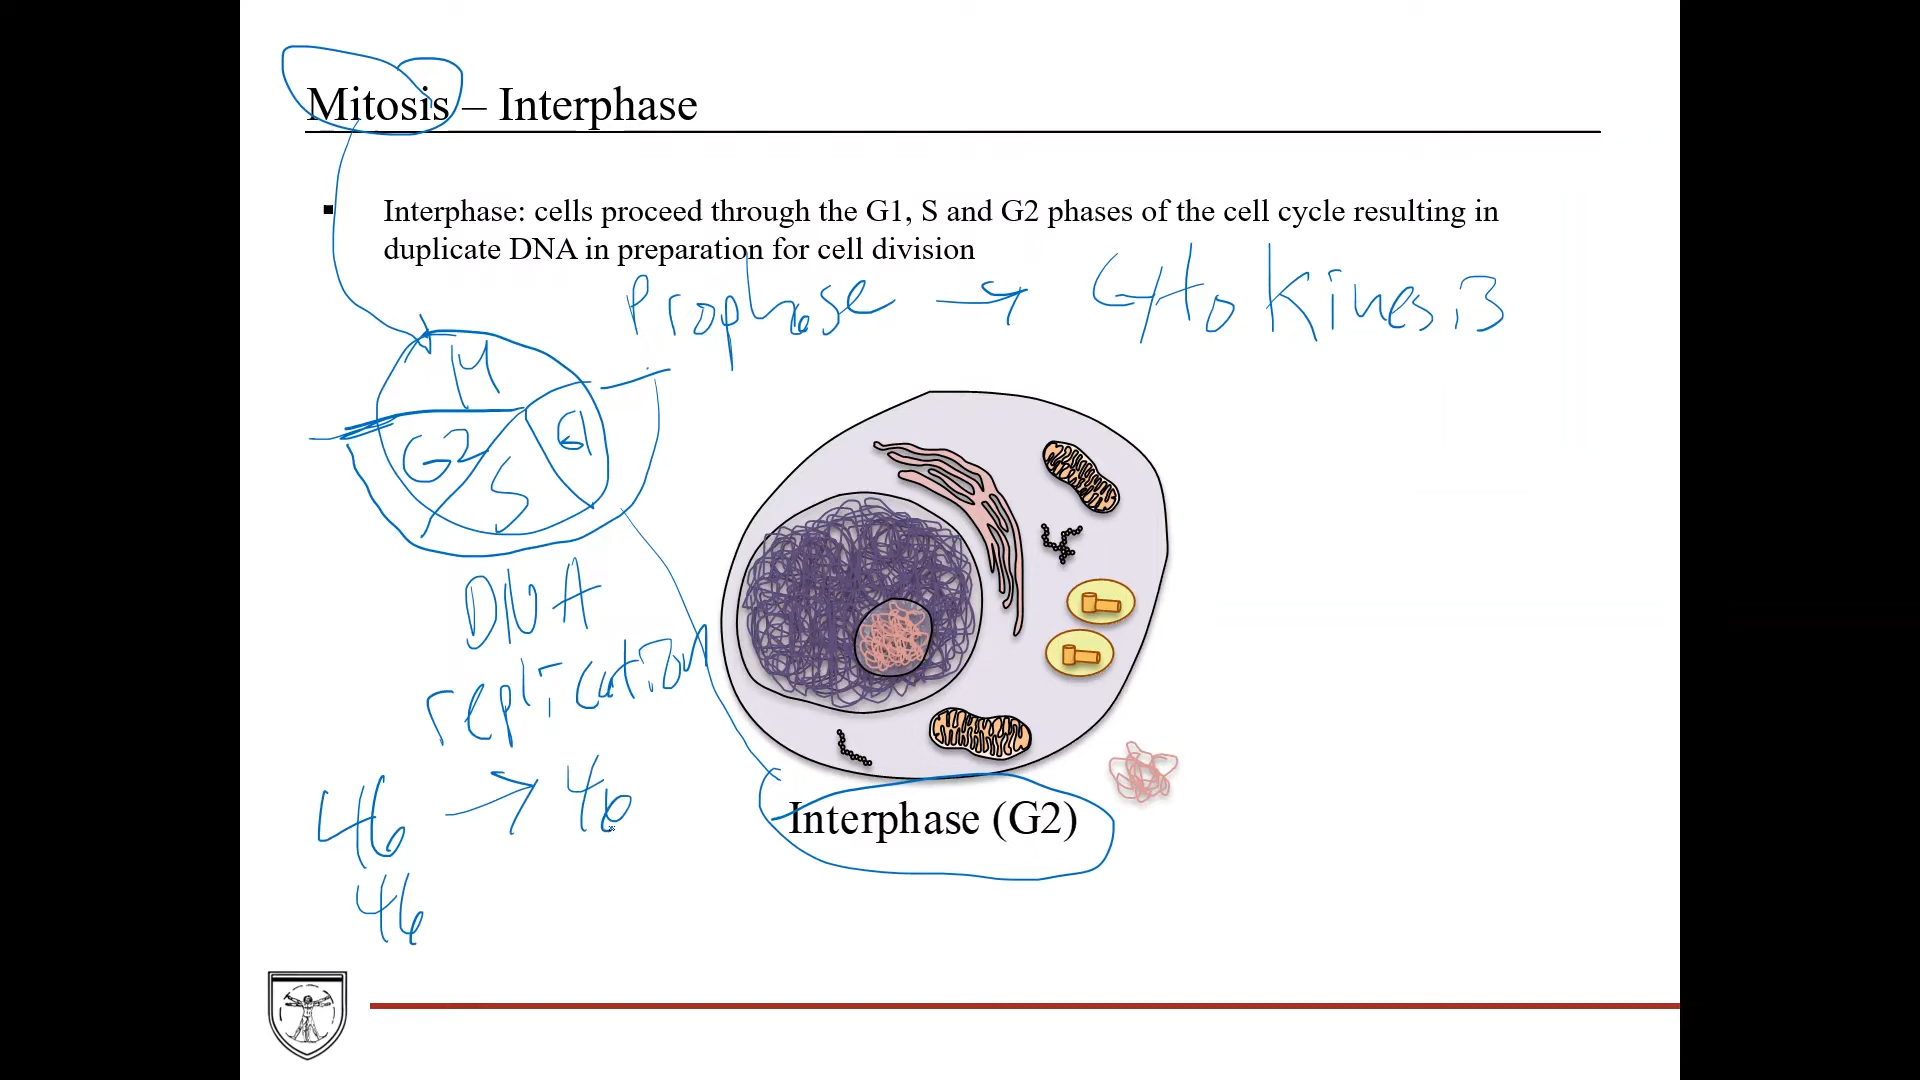 Mitosis – Interphase
Interphase: cells proceed through the G1, S and G2 phases of the cell cycle resulting in
duplicate DNA in preparation for cell division
Prophase → Cytokinesis
M
G2
S
G1
DNA
replication
46 → 46
46
Interphase (G2)